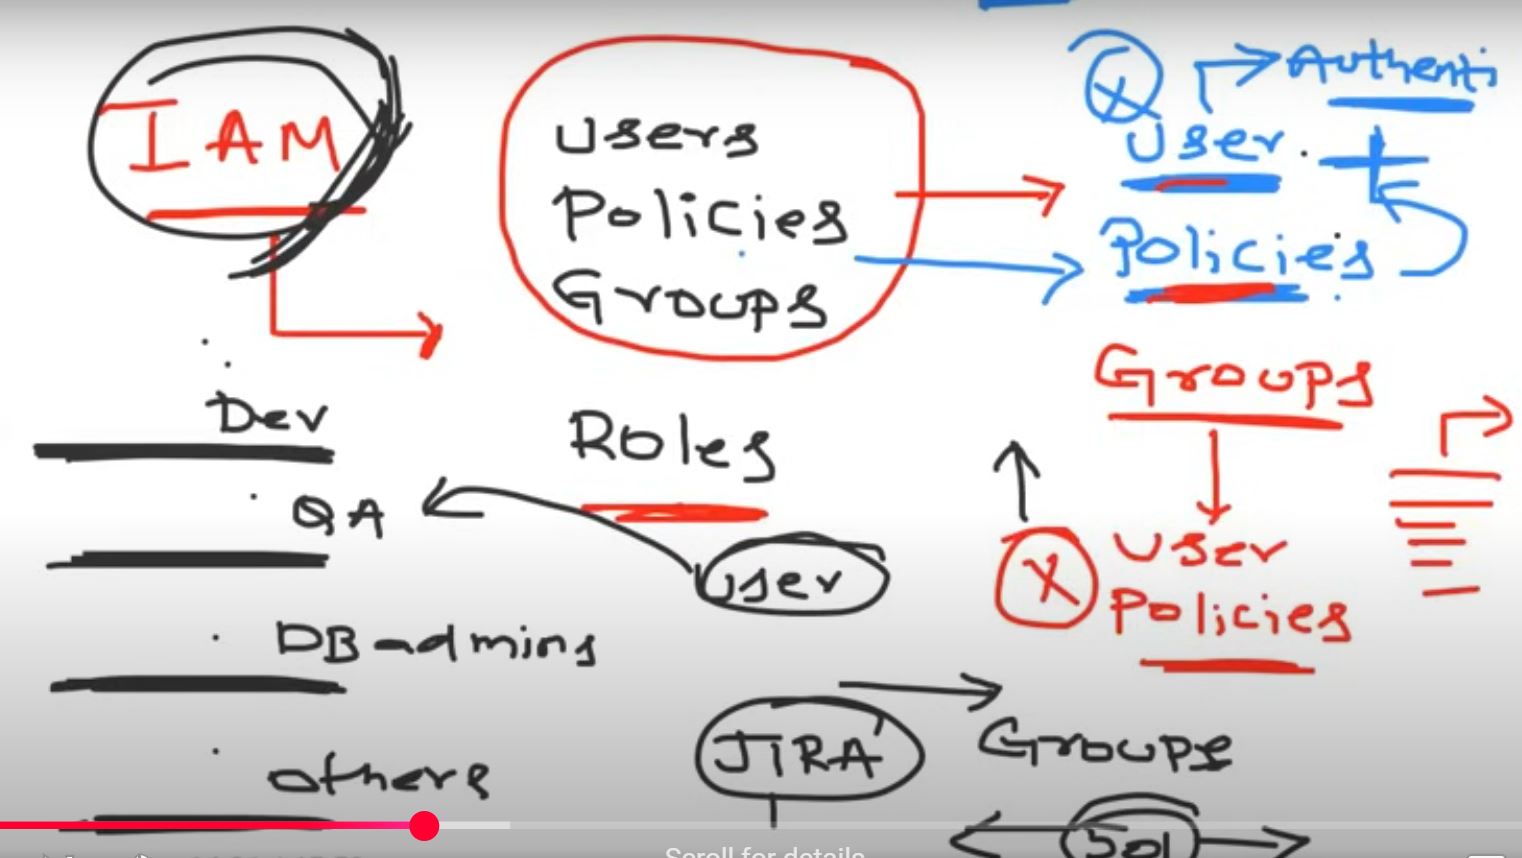 IAM
Users
Policies
Groups
Authenti
User
Policies
Groups
Dev
Roles
QA
User
User
Policies
DB admins
JIRA
Groups
others
Scroll for details